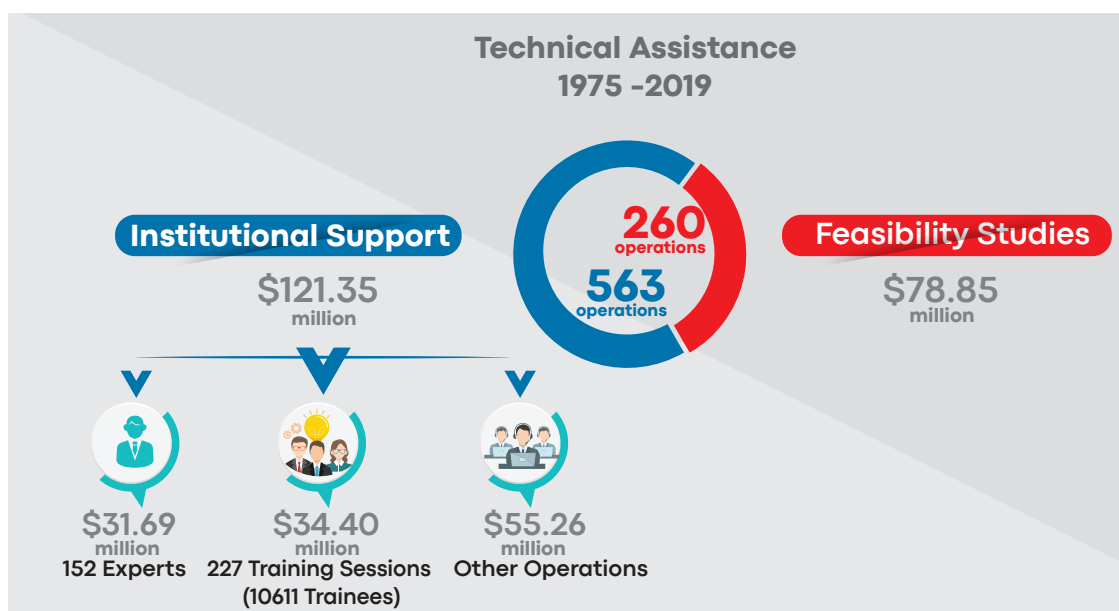 Technical Assistance
1975 -2019
260
operations
563
operations
Institutional Support
$121.35
million
Feasibility Studies
$78.85
million
$31.69
million
152 Experts
$34.40
million
227 Training Sessions
(10611 Trainees)
$55.26
million
Other Operations